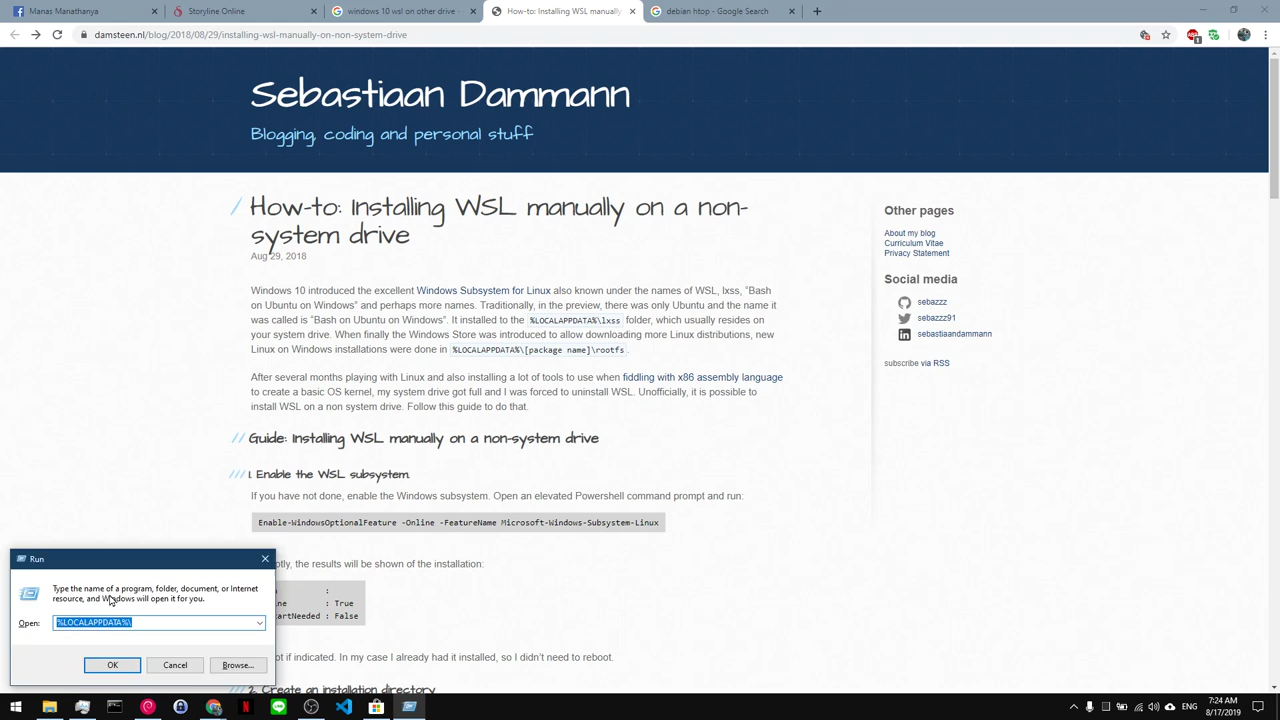 Manas Manathanya
Storyline Online
windows 10 wsl on other drive -
How-to: Installing WSL manually
debian htop - Google Search
damsteen.nl/blog/2018/08/29/installing-wsl-manually-on-non-system-drive
Sebastiaan Dammann
Blogging, coding and personal stuff
/ How-to: Installing WSL manually on a non-
system drive
Aug 29, 2018
Windows 10 introduced the excellent Windows Subsystem for Linux also known under the names of WSL, lxss, “Bash
on Ubuntu on Windows” and perhaps more names. Traditionally, in the preview, there was only Ubuntu and the name it
was called is “Bash on Ubuntu on Windows”. It installed to the %LOCALAPPDATA%\lxss folder, which usually resides on
your system drive. When finally the Windows Store was introduced to allow downloading more Linux distributions, new
Linux on Windows installations were done in %LOCALAPPDATA%\[package name]\rootfs.
After several months playing with Linux and also installing a lot of tools to use when fiddling with x86 assembly language
to create a basic OS kernel, my system drive got full and I was forced to uninstall WSL. Unofficially, it is possible to
install WSL on a non system drive. Follow this guide to do that.
// Guide: Installing WSL manually on a non-system drive
/// 1. Enable the WSL subsystem.
If you have not done, enable the Windows subsystem. Open an elevated Powershell command prompt and run:
Enable-WindowsOptionalFeature -Online -FeatureName Microsoft-Windows-Subsystem-Linux
the results will be shown of the installation:
:
: True
: False
if indicated. In my case I already had it installed, so I didn’t need to reboot.
/// 2. Create an installation directory
Other pages
About my blog
Curriculum Vitae
Privacy Statement
Social media
sebazzz
sebazzz91
sebastiaandammann
subscribe via RSS
Run
Type the name of a program, folder, document, or Internet
resource, and Windows will open it for you.
Open: %LOCALAPPDATA%\
OK
Cancel
Browse...
ENG
7:24 AM
8/17/2019